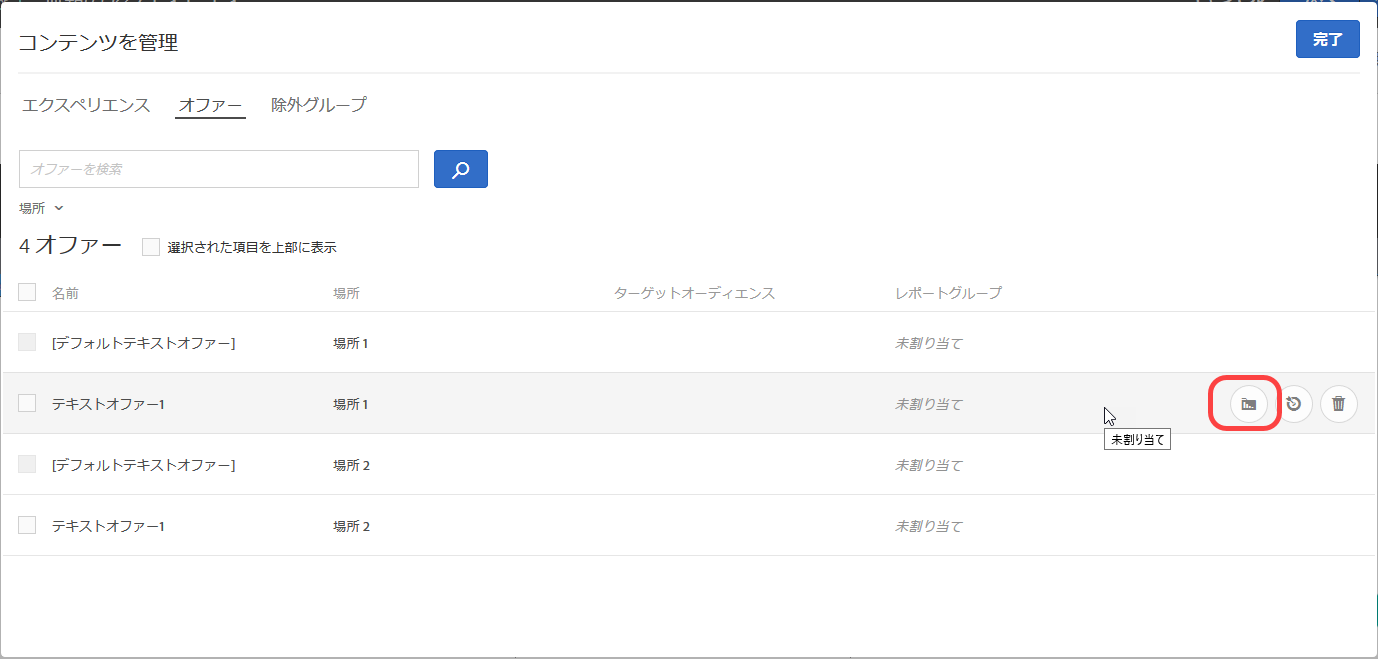 コンテンツを管理
完了
エクスペリエンス オファー 除外グループ
オファーを検索
場所
4 オファー 選択された項目を上部に表示
名前 場所 ターゲットオーディエンス レポートグループ
[デフォルトテキストオファー] 場所 1 未割り当て
テキストオファー1 場所 1 未割り当て
未割り当て
[デフォルトテキストオファー] 場所 2 未割り当て
テキストオファー1 場所 2 未割り当て